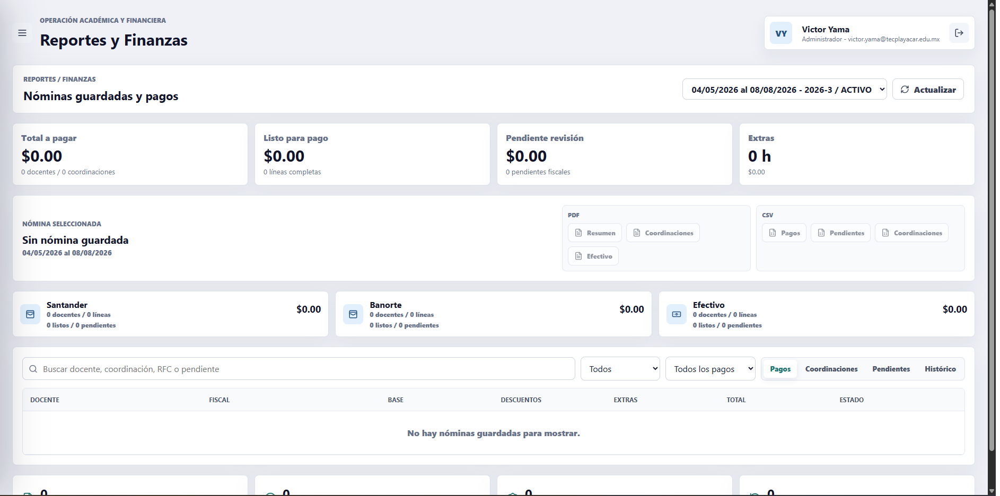 OPERACIÓN ACADÉMICA Y FINANCIERA
Reportes y Finanzas
VY
Victor Yama
Administrador - victor.yama@tecplayacar.edu.mx
REPORTES / FINANZAS
Nóminas guardadas y pagos
04/05/2026 al 08/08/2026 - 2026-3 / ACTIVO
Actualizar
Total a pagar
$0.00
0 docentes / 0 coordinaciones
Listo para pago
$0.00
0 líneas completas
Pendiente revisión
$0.00
0 pendientes fiscales
Extras
0 h
$0.00
NÓMINA SELECCIONADA
Sin nómina guardada
04/05/2026 al 08/08/2026
PDF
Resumen
Coordinaciones
Efectivo
CSV
Pagos
Pendientes
Coordinaciones
Santander
0 docentes / 0 líneas
0 listos / 0 pendientes
$0.00
Banorte
0 docentes / 0 líneas
0 listos / 0 pendientes
$0.00
Efectivo
0 docentes / 0 líneas
0 listos / 0 pendientes
$0.00
Buscar docente, coordinación, RFC o pendiente
Todos
Todos los pagos
Pagos
Coordinaciones
Pendientes
Histórico
DOCENTE FISCAL BASE DESCUENTOS EXTRAS TOTAL ESTADO
No hay nóminas guardadas para mostrar.
0
0
0
0